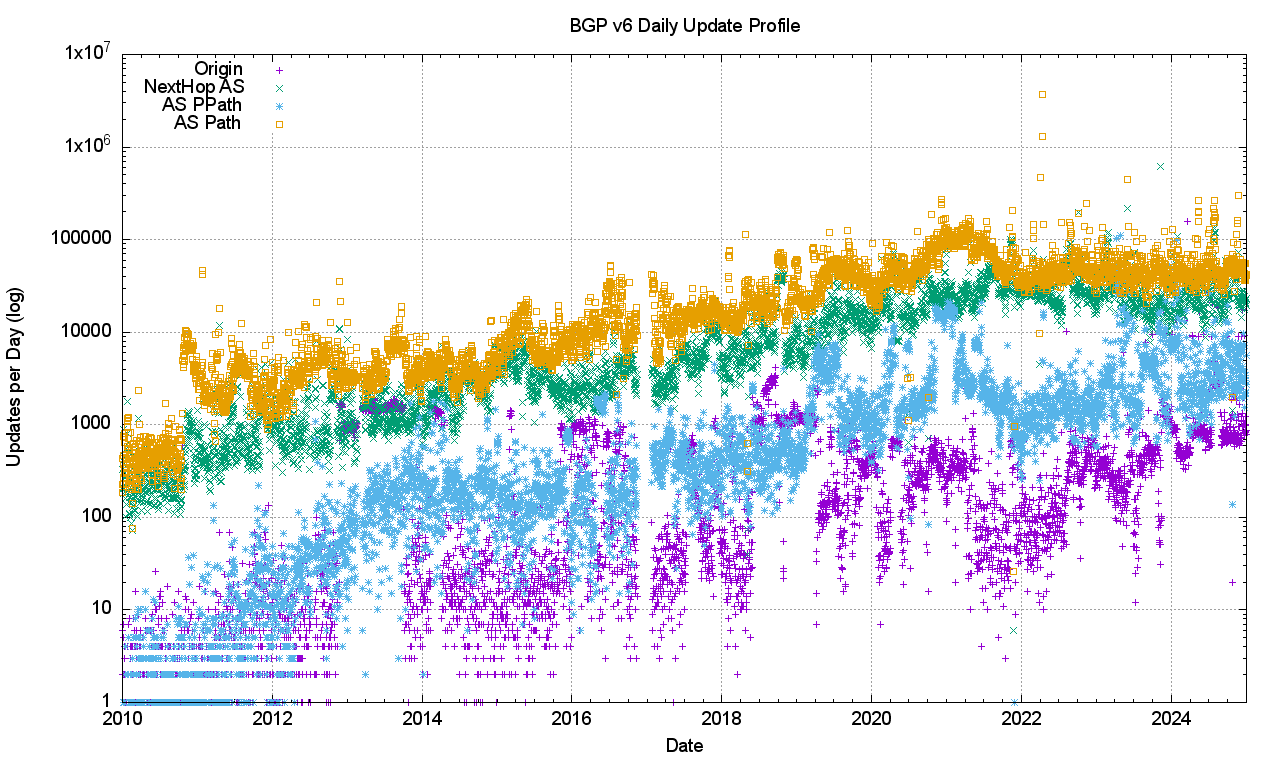 BGP v6 Daily Update Profile
1x10^7
Origin
NextHop AS
AS PPath
AS Path
1x10^6
100000
10000
1000
100
10
1
Updates per Day (log)
2010 2012 2014 2016 2018 2020 2022 2024
Date